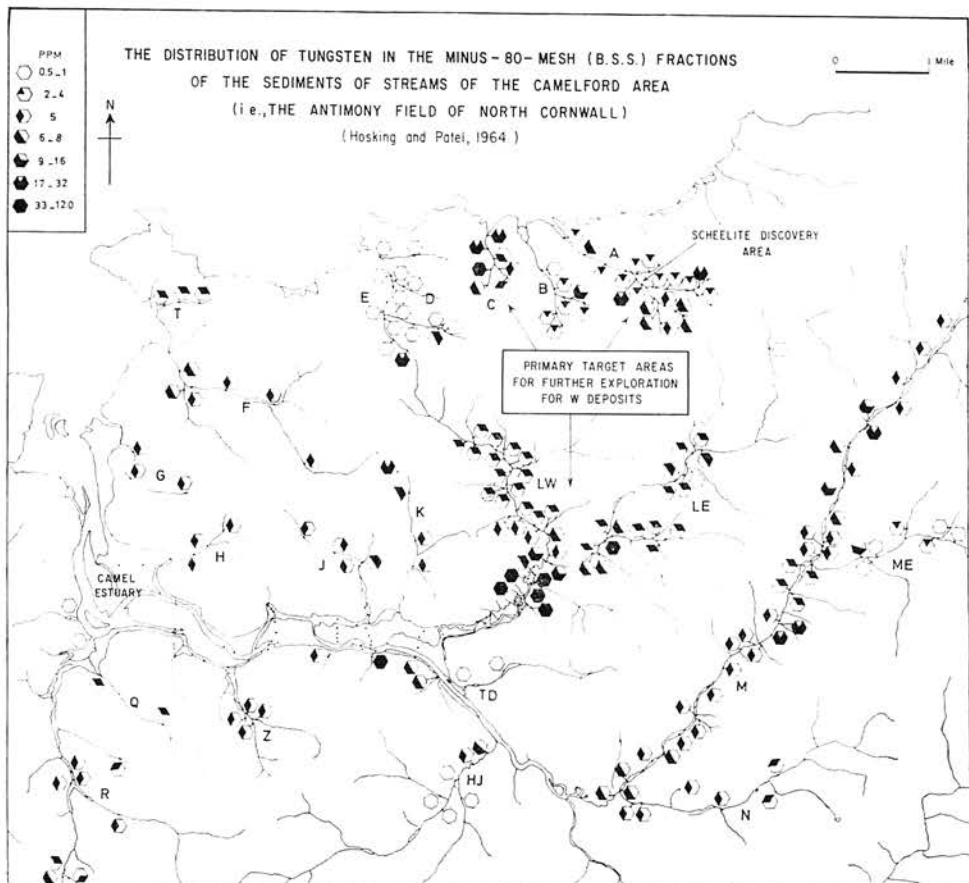 PPM
0.5-1
2-4
5
6-8
9-16
17-32
33-120
N
THE DISTRIBUTION OF TUNGSTEN IN THE MINUS-80-MESH (B.S.S.) FRACTIONS
OF THE SEDIMENTS OF STREAMS OF THE CAMELFORD AREA
(i e., THE ANTIMONY FIELD OF NORTH CORNWALL)
(Hosking and Patel, 1964)
0 1 Mile
SCHEELITE DISCOVERY
AREA
A
B
C
D
E
T
PRIMARY TARGET AREAS
FOR FURTHER EXPLORATION
FOR W DEPOSITS
F
G
K
LW
LE
H
J
ME
CAMEL
ESTUARY
M
TD
Q
Z
HJ
R
N